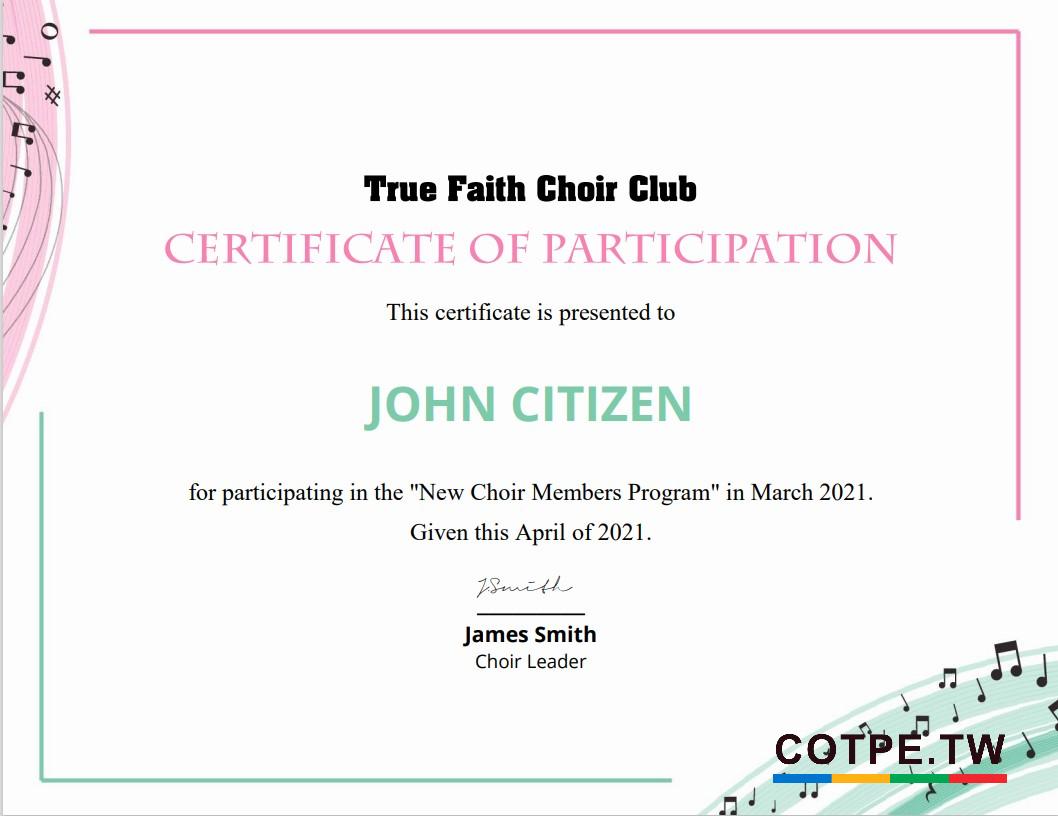 True Faith Choir Club
CERTIFICATE OF PARTICIPATION
This certificate is presented to
JOHN CITIZEN
for participating in the "New Choir Members Program" in March 2021.
Given this April of 2021.
JSmith
James Smith
Choir Leader
COTPE.TW